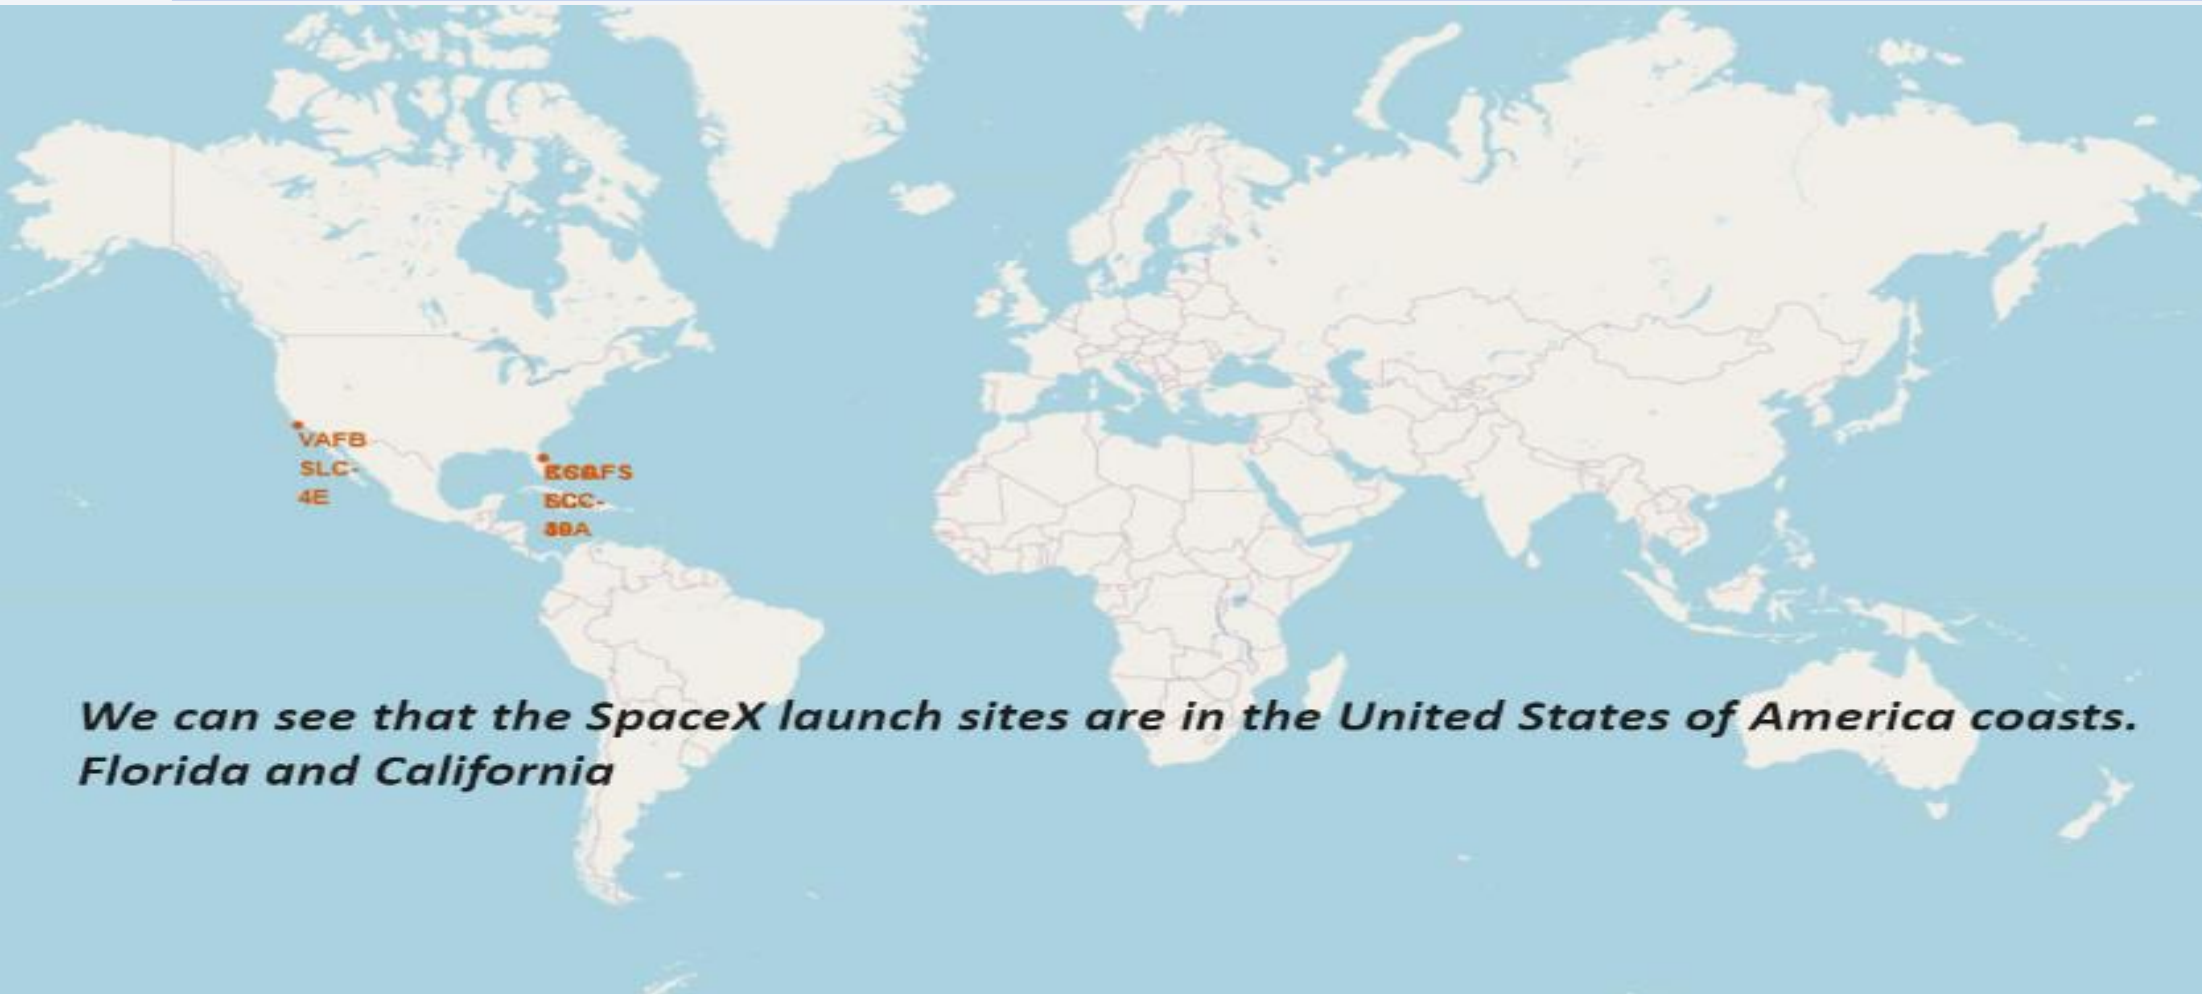 VAFB
SLC-
4E
We can see that the SpaceX launch sites are in the United States of America coasts.
Florida and California